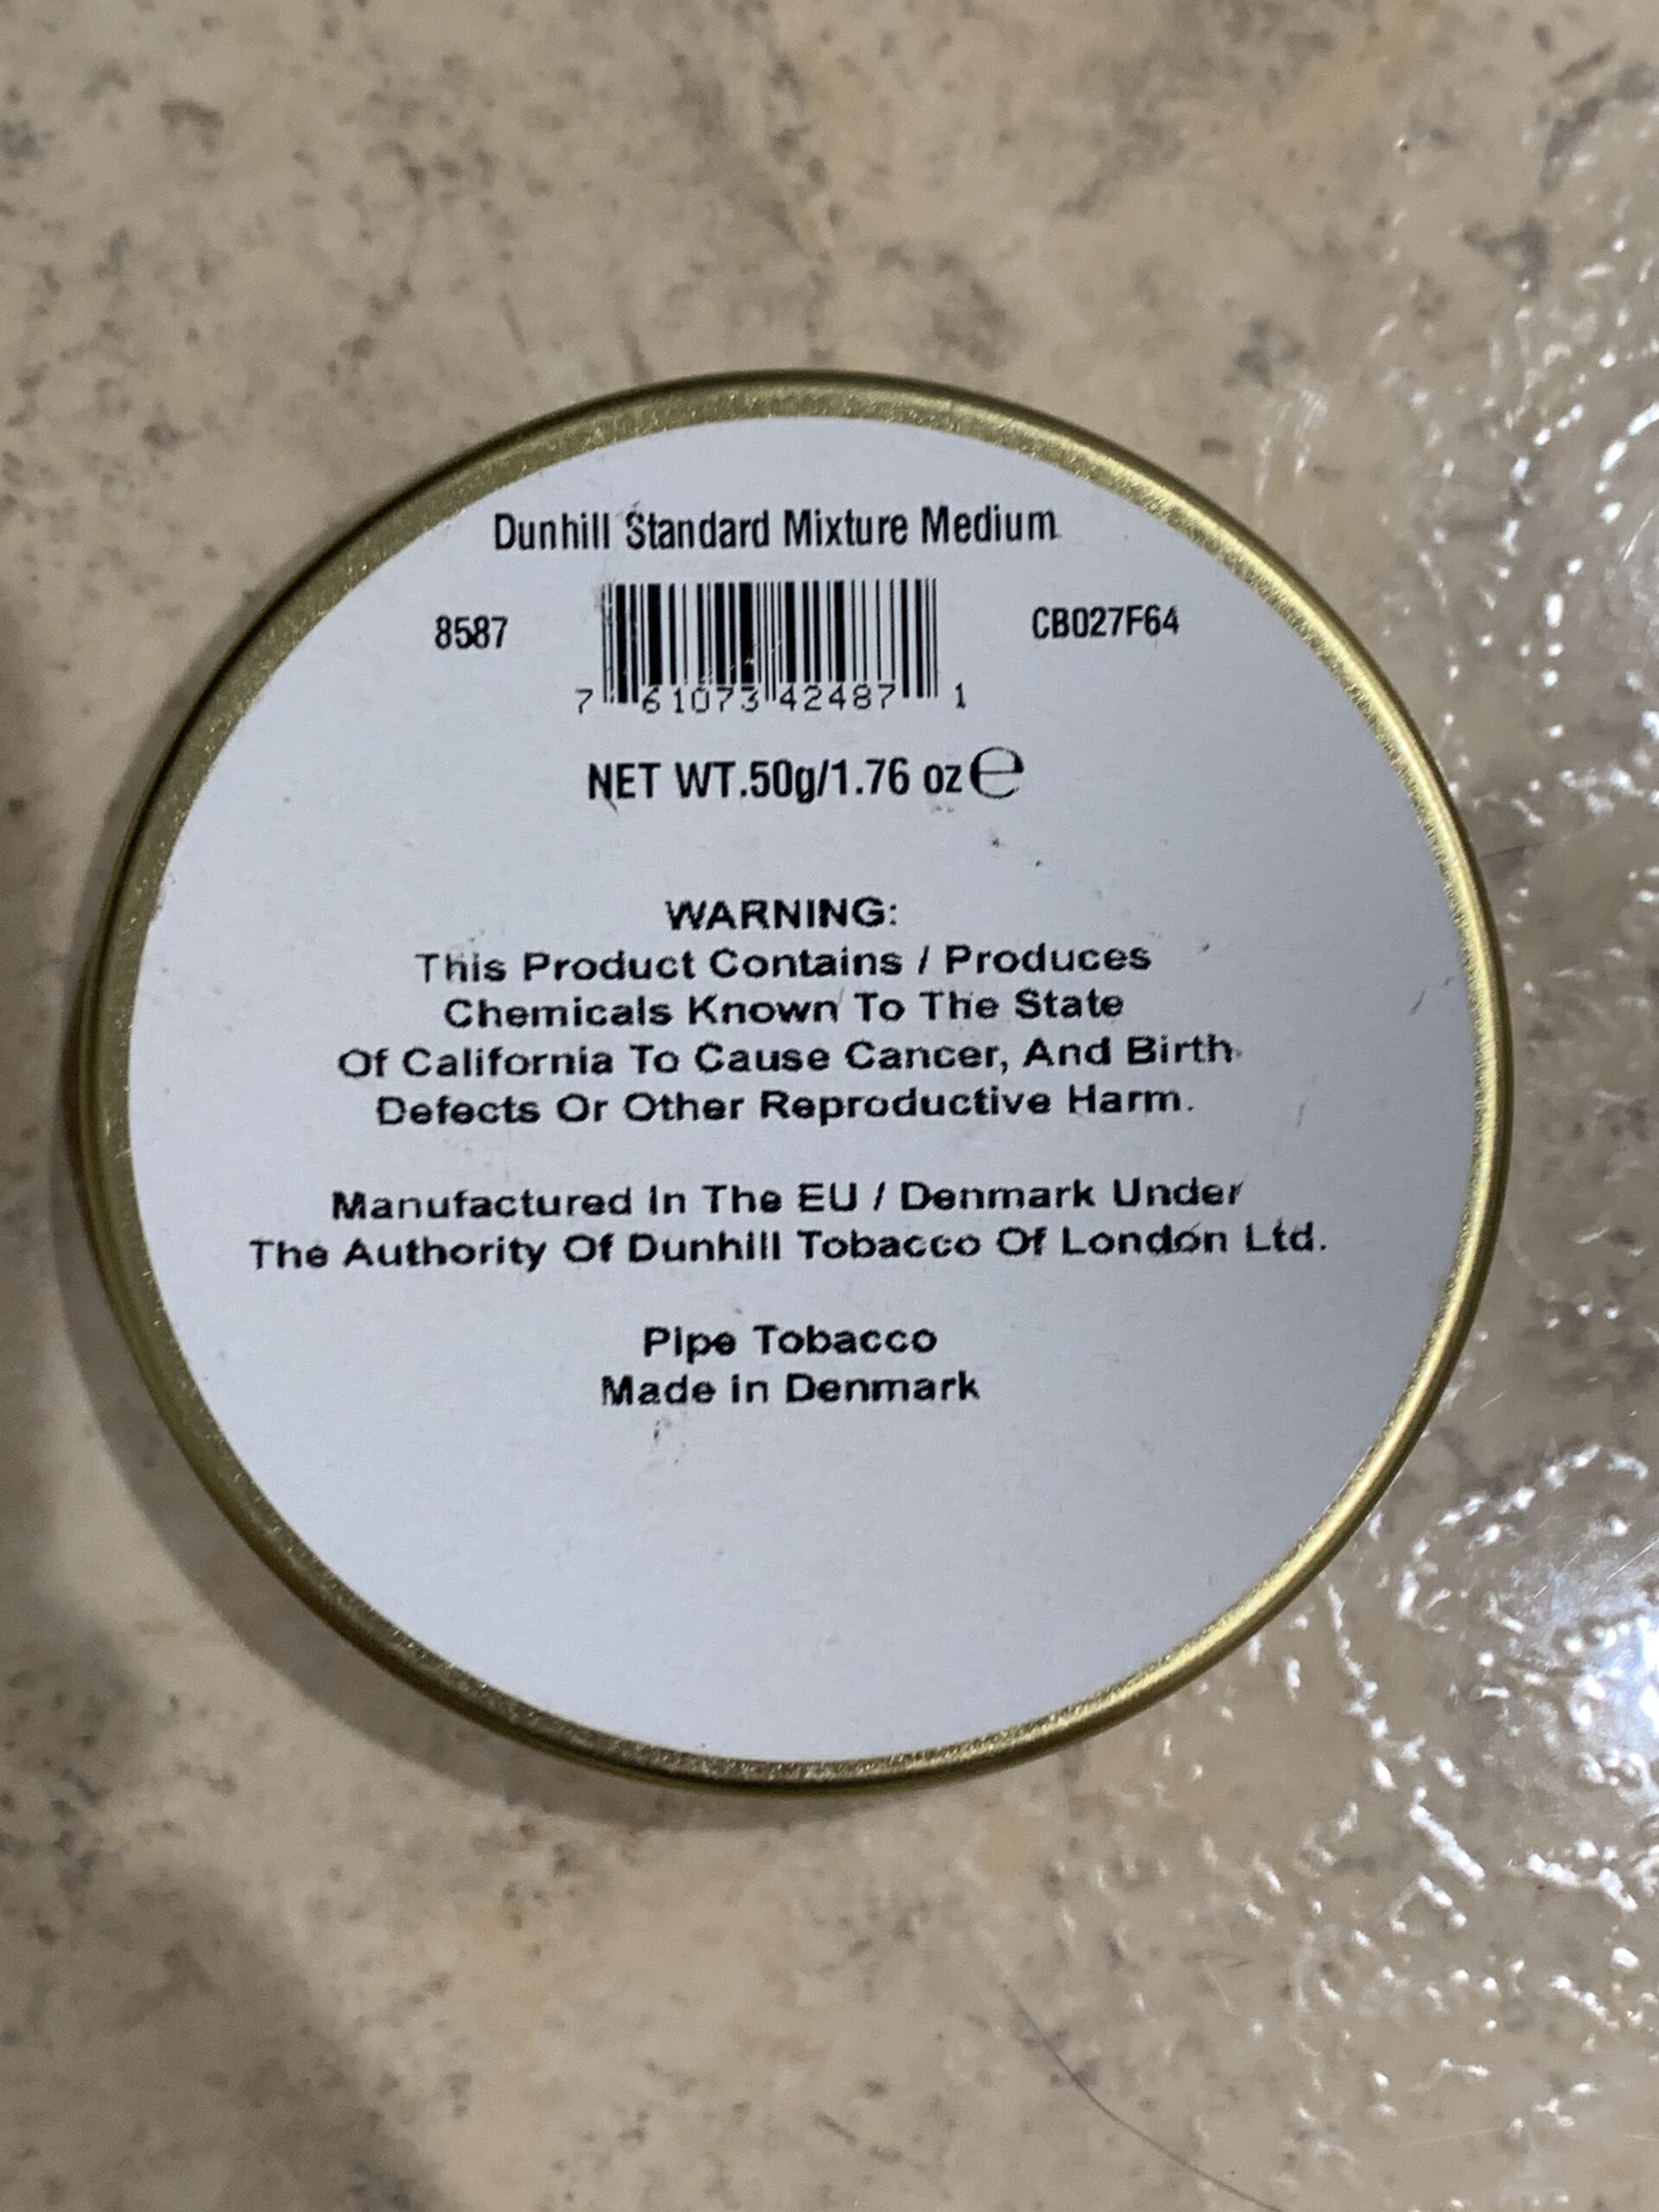 Dunhill Standard Mixture Medium
8587 CB027F64
7 61073 42487 1
NET WT.50g/1.76 oz ℮
WARNING:
This Product Contains / Produces
Chemicals Known To The State
Of California To Cause Cancer, And Birth
Defects Or Other Reproductive Harm.
Manufactured In The EU / Denmark Under
The Authority Of Dunhill Tobacco Of London Ltd.
Pipe Tobacco
Made in Denmark